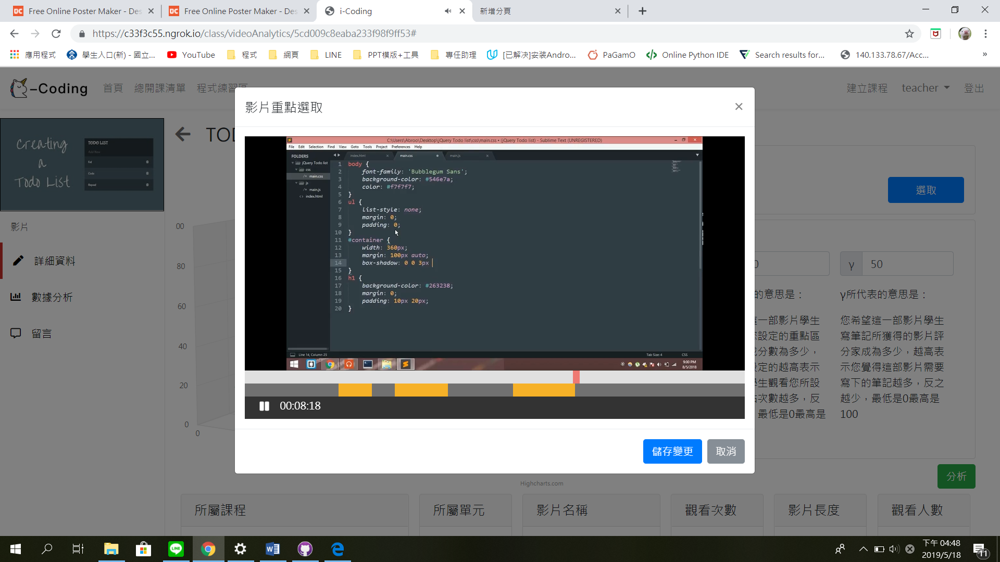 Free Online Poster Maker - Des
Free Online Poster Maker - Des
i-Coding
新增分頁
https://c33f3c55.ngrok.io/class/videoAnalytics/5cd009c8eaba233f98f9ff53#
應用程式
學生入口(新) - 國立...
YouTube
程式
網頁
LINE
PPT模版+工具
專任助理
[已解决]安装Andro...
PaGamO
Online Python IDE
Search results for...
140.133.78.67/Acc...
»
-Coding
首頁
總開課清單
程式練習區
建立課程
teacher
登出
Creating
a
Todo List
TODO LIST
Add New
Eat
Code
Repeat
影片
詳細資料
數據分析
留言
TOD
影片重點選取
×
C:\Users\Abroo\Desktop\jQuery Todo list\css\main.css • (jQuery Todo list) - Sublime Text (UNREGISTERED)
File Edit Selection Find View Goto Tools Project Preferences Help
FOLDERS
jQuery Todo list
css
main.css
js
main.js
index.html
index.html
main.css
main.js
1 body {
2 font-family: 'Bubblegum Sans';
3 background-color: #546e7a;
4 color: #f7f7f7;
5 }
6 ul {
7 list-style: none;
8 margin: 0;
9 padding: 0;
10 }
11 #container {
12 width: 360px;
13 margin: 100px auto;
14 box-shadow: 0 0 3px
15 }
16 h1 {
17 background-color: #263238;
18 margin: 0;
19 padding: 10px 20px;
20 }
Line 14, Column 25
Tab Size: 4
CSS
9:00 PM
8/5/2018
00:08:18
儲存變更
取消
選取
00
80
60
40
20
0
0
0
γ
50
的意思是：
這一部影片學生
您設定的重點區
分數為多少，
定的越高表示
學生觀看您所設
次數越多，反
最低是0最高是
γ所代表的意思是：
您希望這一部影片學生
寫筆記所獲得的影片評
分家成為多少，越高表
示您覺得這部影片需要
寫下的筆記越多，反之
越少，最低是0最高是
100
分析
Highcharts.com
所屬課程
所屬單元
影片名稱
觀看次數
影片長度
觀看人數
下午 04:48
2019/5/18
11